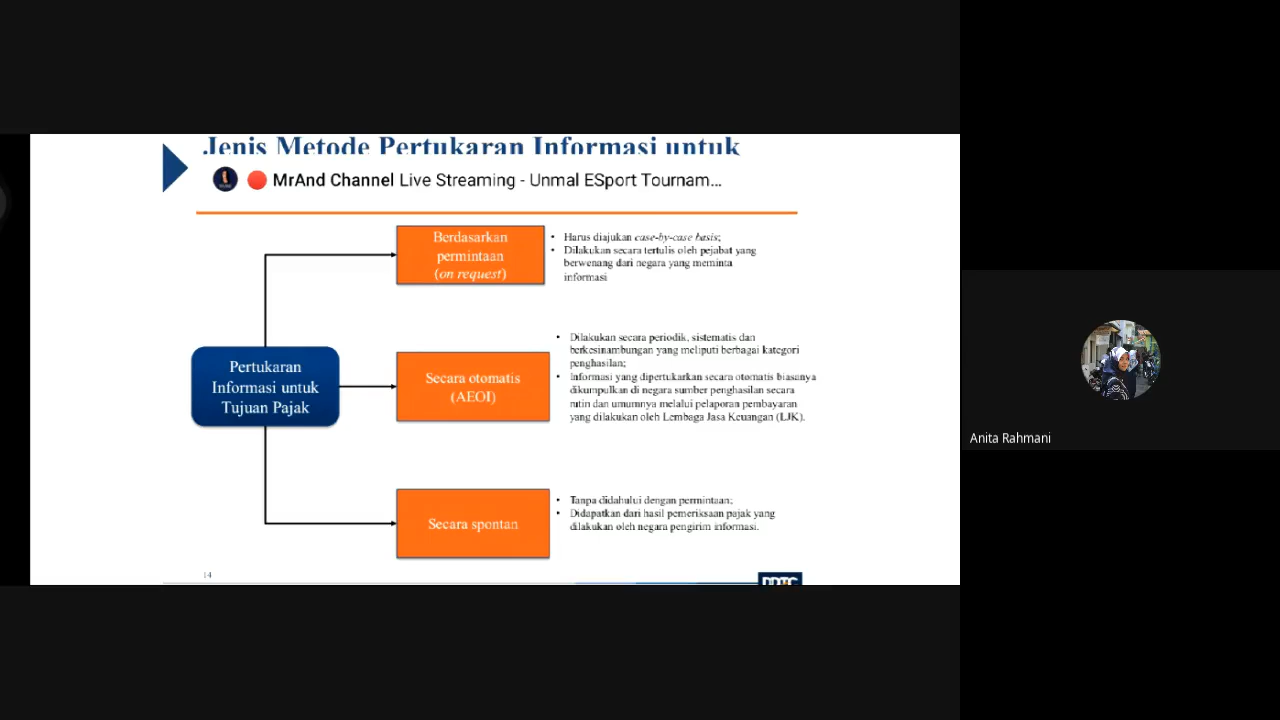 Jenis Metode Pertukaran Informasi untuk
MrAnd Channel Live Streaming - Unmal ESport Tournam...
Berdasarkan
permintaan
(on request)
• Harus diajukan case-by-case basis;
• Dilakukan secara tertulis oleh pejabat yang
berwenang dari negara yang meminta
informasi
Pertukaran
Informasi untuk
Tujuan Pajak
Secara otomatis
(AEOI)
• Dilakukan secara periodik, sistematis dan
berkesinambungan yang meliputi berbagai kategori
penghasilan;
• Informasi yang dipertukarkan secara otomatis biasanya
dikumpulkan di negara sumber penghasilan secara
rutin dan umumnya melalui pelaporan pembayaran
yang dilakukan oleh Lembaga Jasa Keuangan (LJK).
Secara spontan
• Tanpa didahului dengan permintaan;
• Didapatkan dari hasil pemeriksaan pajak yang
dilakukan oleh negara pengirim informasi.
14
DDTC
Anita Rahmani